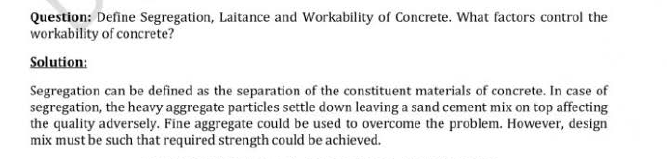 Question: Define Segregation, Laitance and Workability of Concrete. What factors control the
workability of concrete?
Solution:
Segregation can be defined as the separation of the constituent materials of concrete. In case of
segregation, the heavy aggregate particles settle down leaving a sand cement mix on top affecting
the quality adversely. Fine aggregate could be used to overcome the problem. However, design
mix must be such that required strength could be achieved.